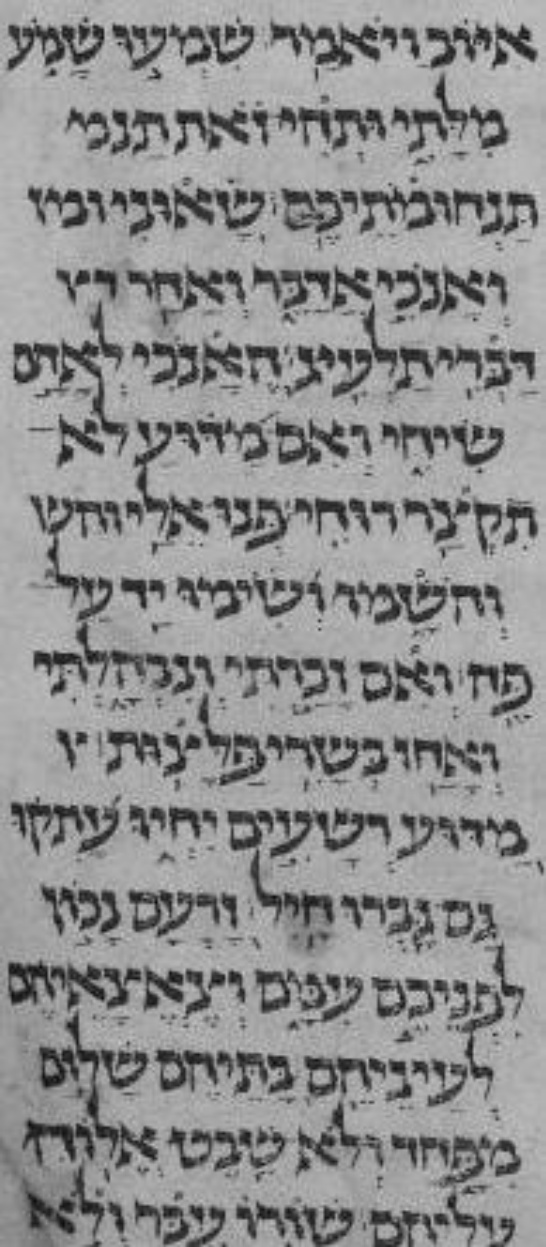 איוב ויאמר שמעו שמע
מלתי ותהי זאת
תנחומתיכם שאוני
ואנכי אדבר ואחר
דברי תלעיג האנכי לאדם
שיחי ואם מדוע לא
תקצר רוחי פנו אלי והש
והשמו ושימו יד על
פה ואם זכרתי ונבהלתי
ואחז בשרי פלצות
מדוע רשעים יחיו עתקו
גם גברו חיל זרעם נכון
לפניהם עמם וצאצאיהם
לעיניהם בתיהם שלום
מפחד ולא שבט אלוה
עליהם שורו עבר ולא